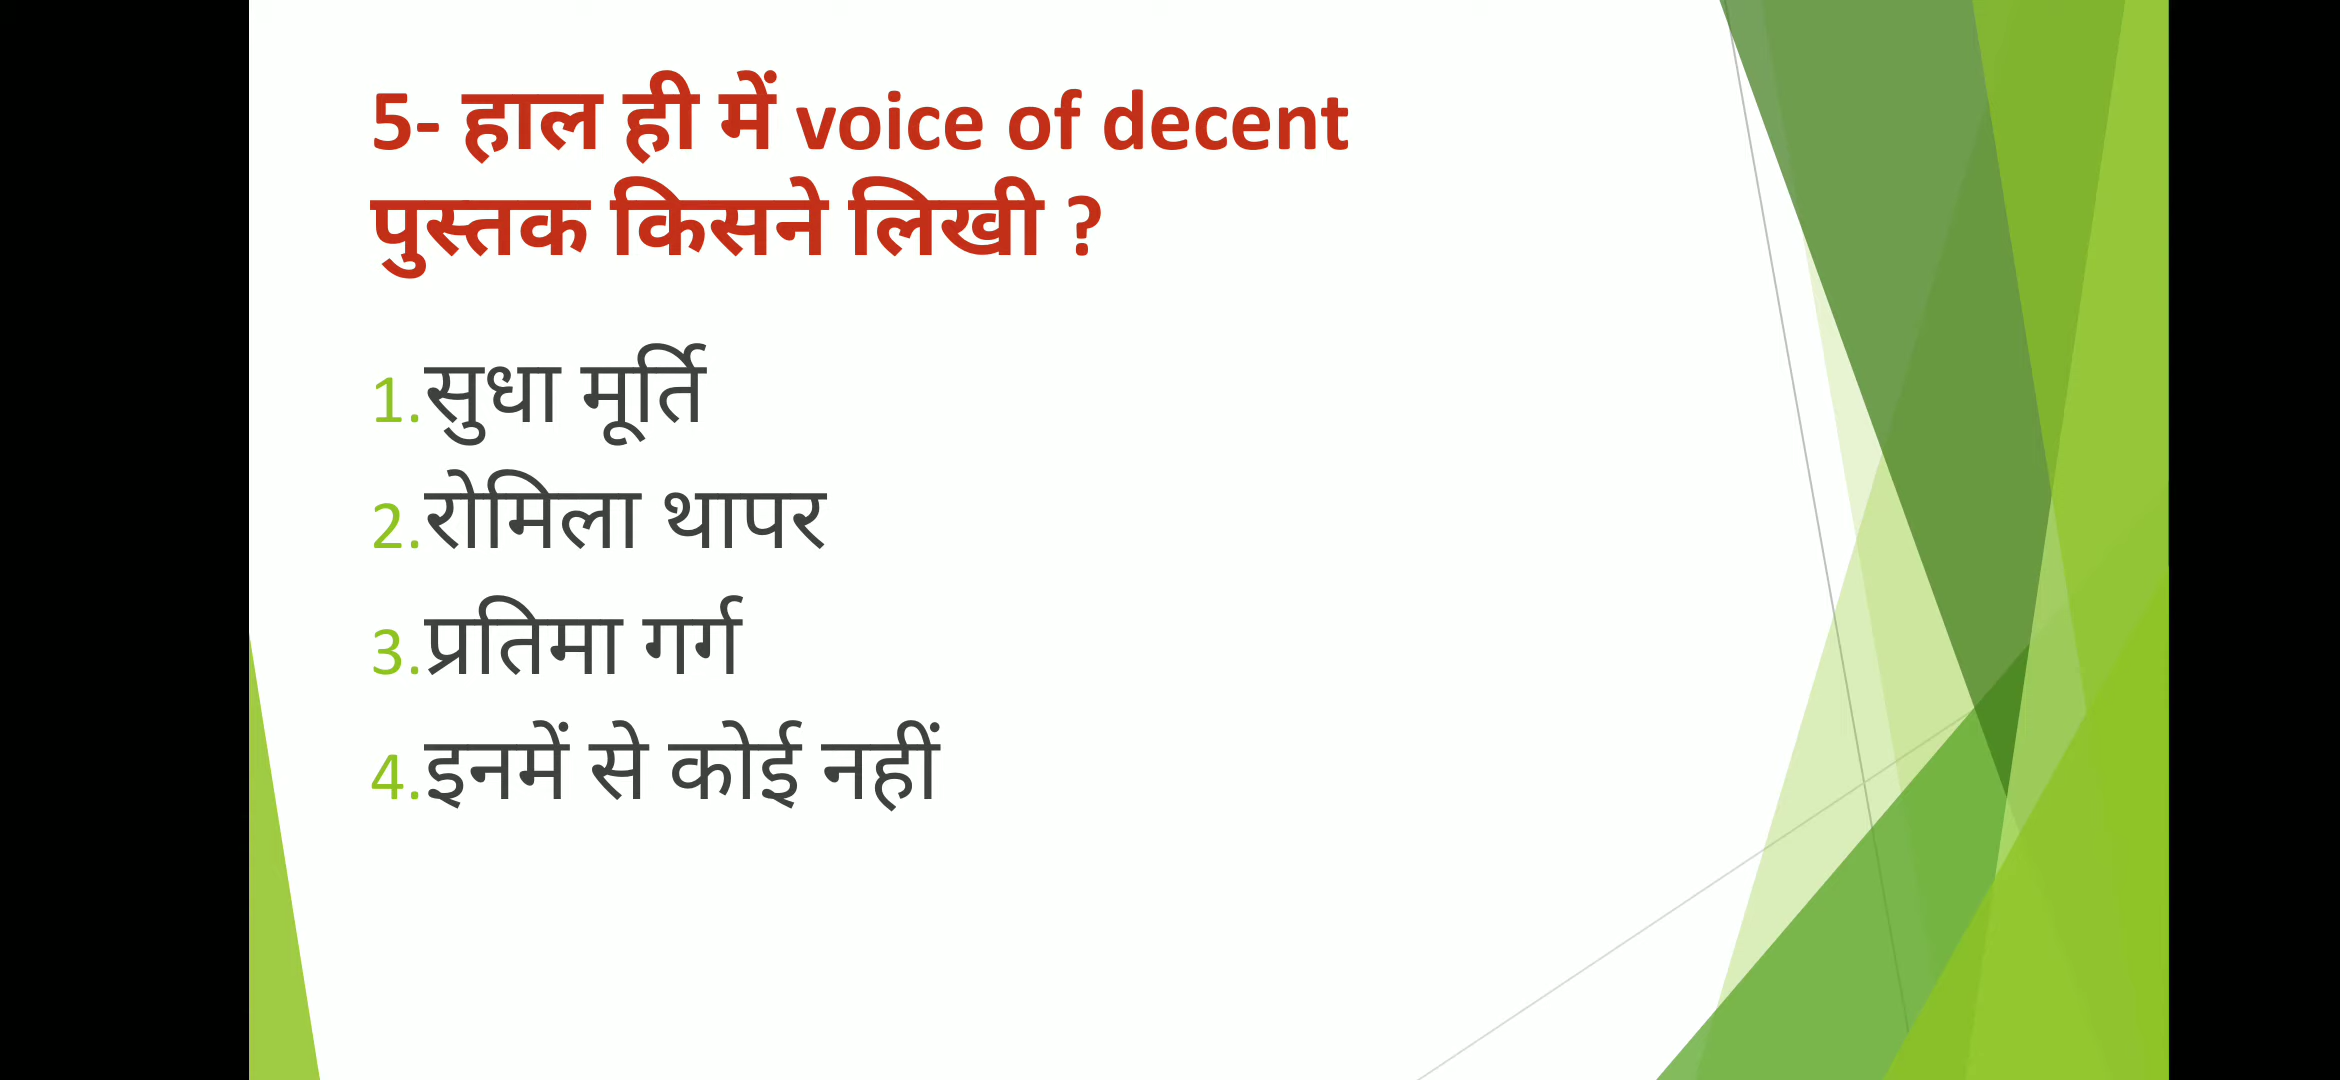 5- हाल ही में voice of decent
पुस्तक किसने लिखी ?
1.सुधा मूर्ति
2.रोमिला थापर
3.प्रतिमा गर्ग
4.इनमें से कोई नहीं